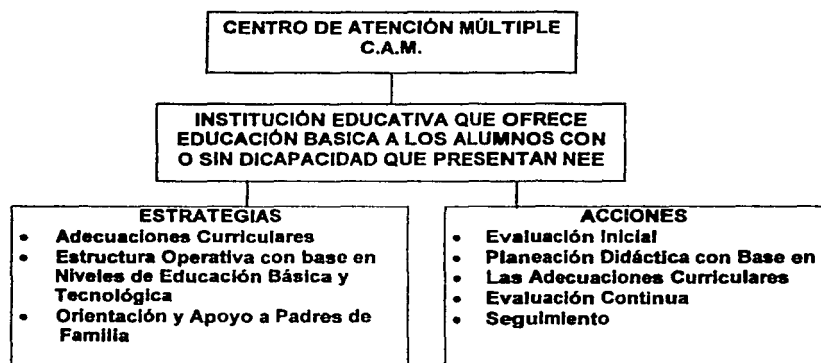 CENTRO DE ATENCIÓN MÚLTIPLE
C.A.M.
INSTITUCIÓN EDUCATIVA QUE OFRECE
EDUCACIÓN BASICA A LOS ALUMNOS CON
O SIN DICAPACIDAD QUE PRESENTAN NEE
ESTRATEGIAS
• Adecuaciones Curriculares
• Estructura Operativa con base en
Niveles de Educación Básica y
Tecnológica
• Orientación y Apoyo a Padres de
Familia
ACCIONES
• Evaluación Inicial
• Planeación Didáctica con Base en
• Las Adecuaciones Curriculares
• Evaluación Continua
• Seguimiento